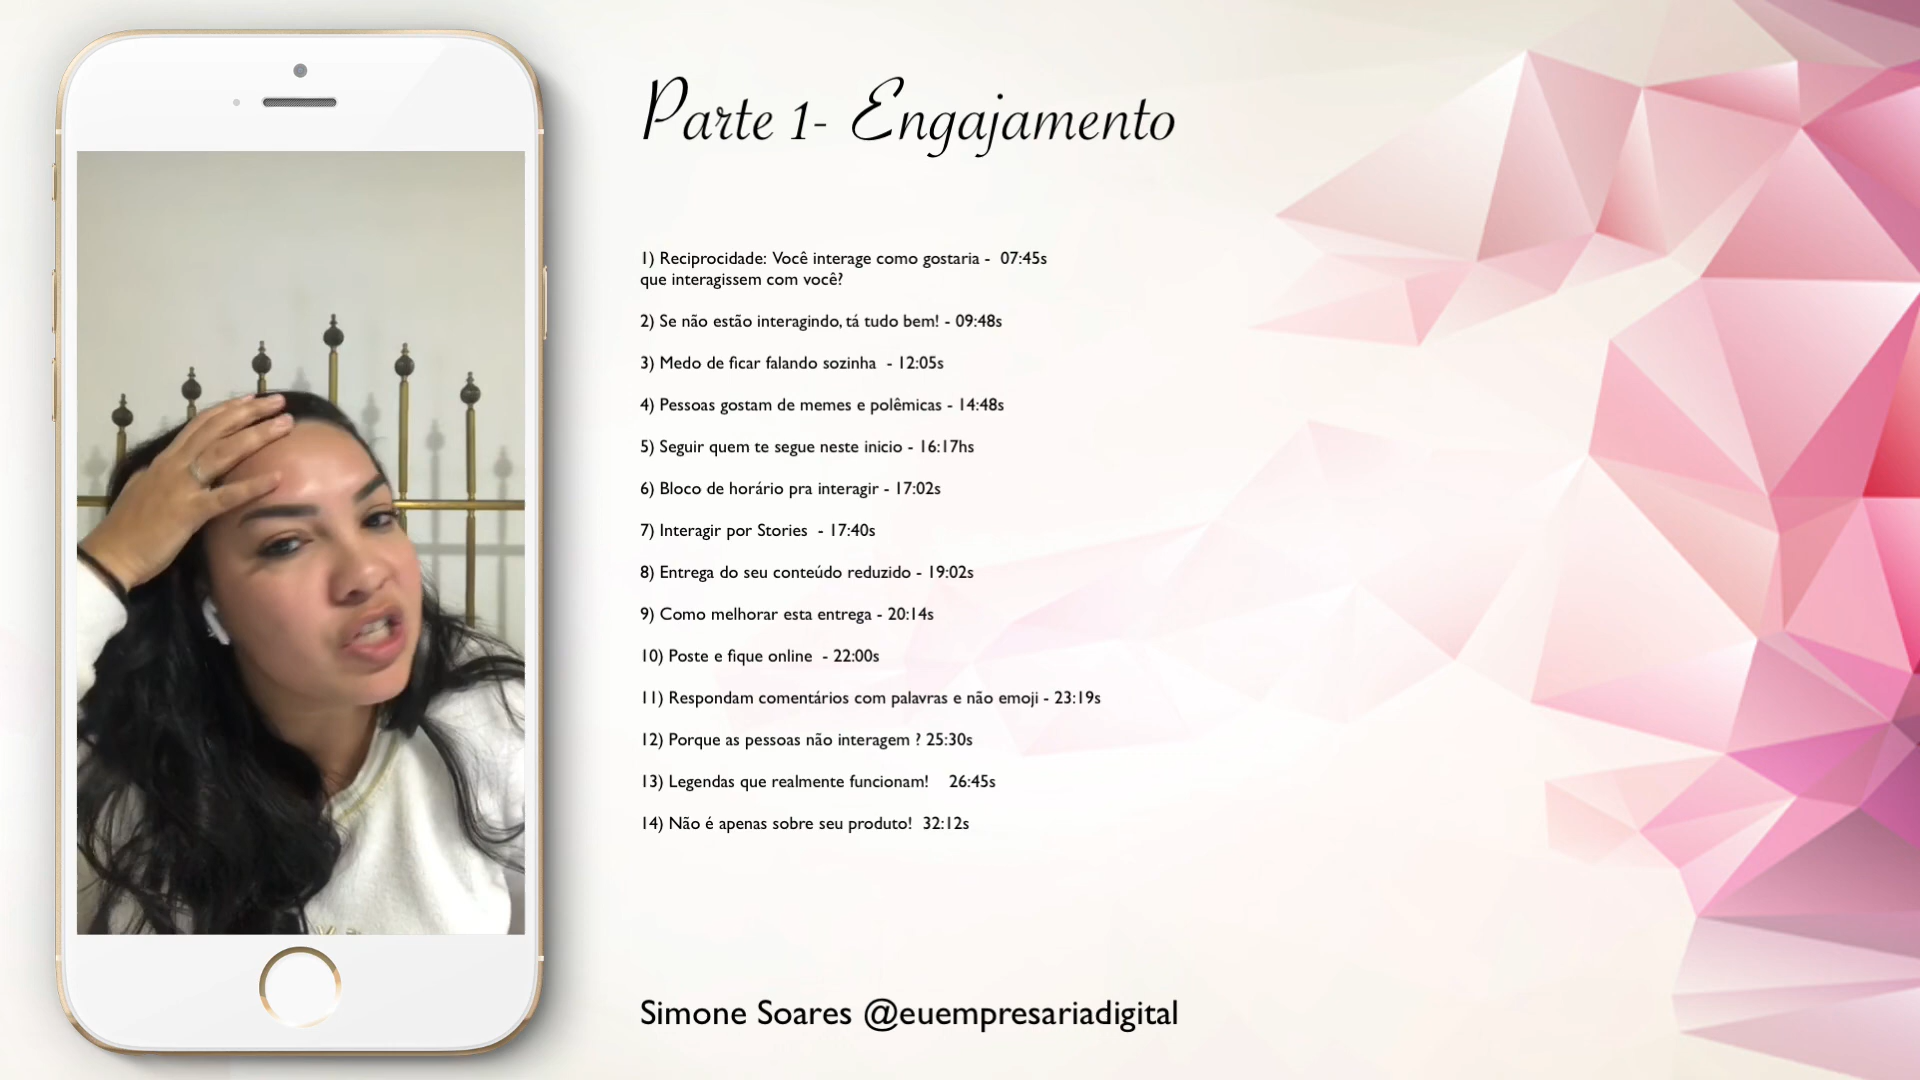 Parte 1- Engajamento
1) Reciprocidade: Você interage como gostaria -  07:45s
que interagissem com você?
2) Se não estão interagindo, tá tudo bem! - 09:48s
3) Medo de ficar falando sozinha  - 12:05s
4) Pessoas gostam de memes e polêmicas - 14:48s
5) Seguir quem te segue neste inicio - 16:17hs
6) Bloco de horário pra interagir - 17:02s
7) Interagir por Stories  - 17:40s
8) Entrega do seu conteúdo reduzido - 19:02s
9) Como melhorar esta entrega - 20:14s
10) Poste e fique online  - 22:00s
11) Respondam comentários com palavras e não emoji - 23:19s
12) Porque as pessoas não interagem ? 25:30s
13) Legendas que realmente funcionam!    26:45s
14) Não é apenas sobre seu produto!  32:12s
Simone Soares @euempresariadigital